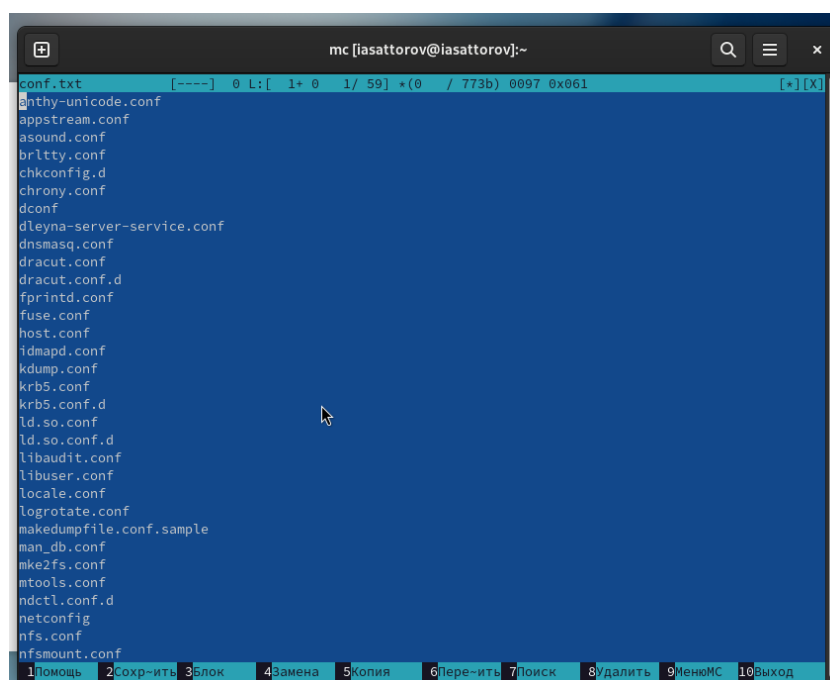 mc [iasattorov@iasattorov]:~
conf.txt [----] 0 L:[ 1+ 0 1/ 59] *(0 / 773b) 0097 0x061 [*][X]
anthy-unicode.conf
appstream.conf
asound.conf
brltty.conf
chkconfig.d
chrony.conf
dconf
dleyna-server-service.conf
dnsmasq.conf
dracut.conf
dracut.conf.d
fprintd.conf
fuse.conf
host.conf
idmapd.conf
kdump.conf
krb5.conf
krb5.conf.d
ld.so.conf
ld.so.conf.d
libaudit.conf
libuser.conf
locale.conf
logrotate.conf
makedumpfile.conf.sample
man_db.conf
mke2fs.conf
mtools.conf
ndctl.conf.d
netconfig
nfs.conf
nfsmount.conf
1Помощь 2Сохр~ить 3Блок 4Замена 5Копия 6Пере~ить 7Поиск 8Удалить 9МенюMC 10Выход